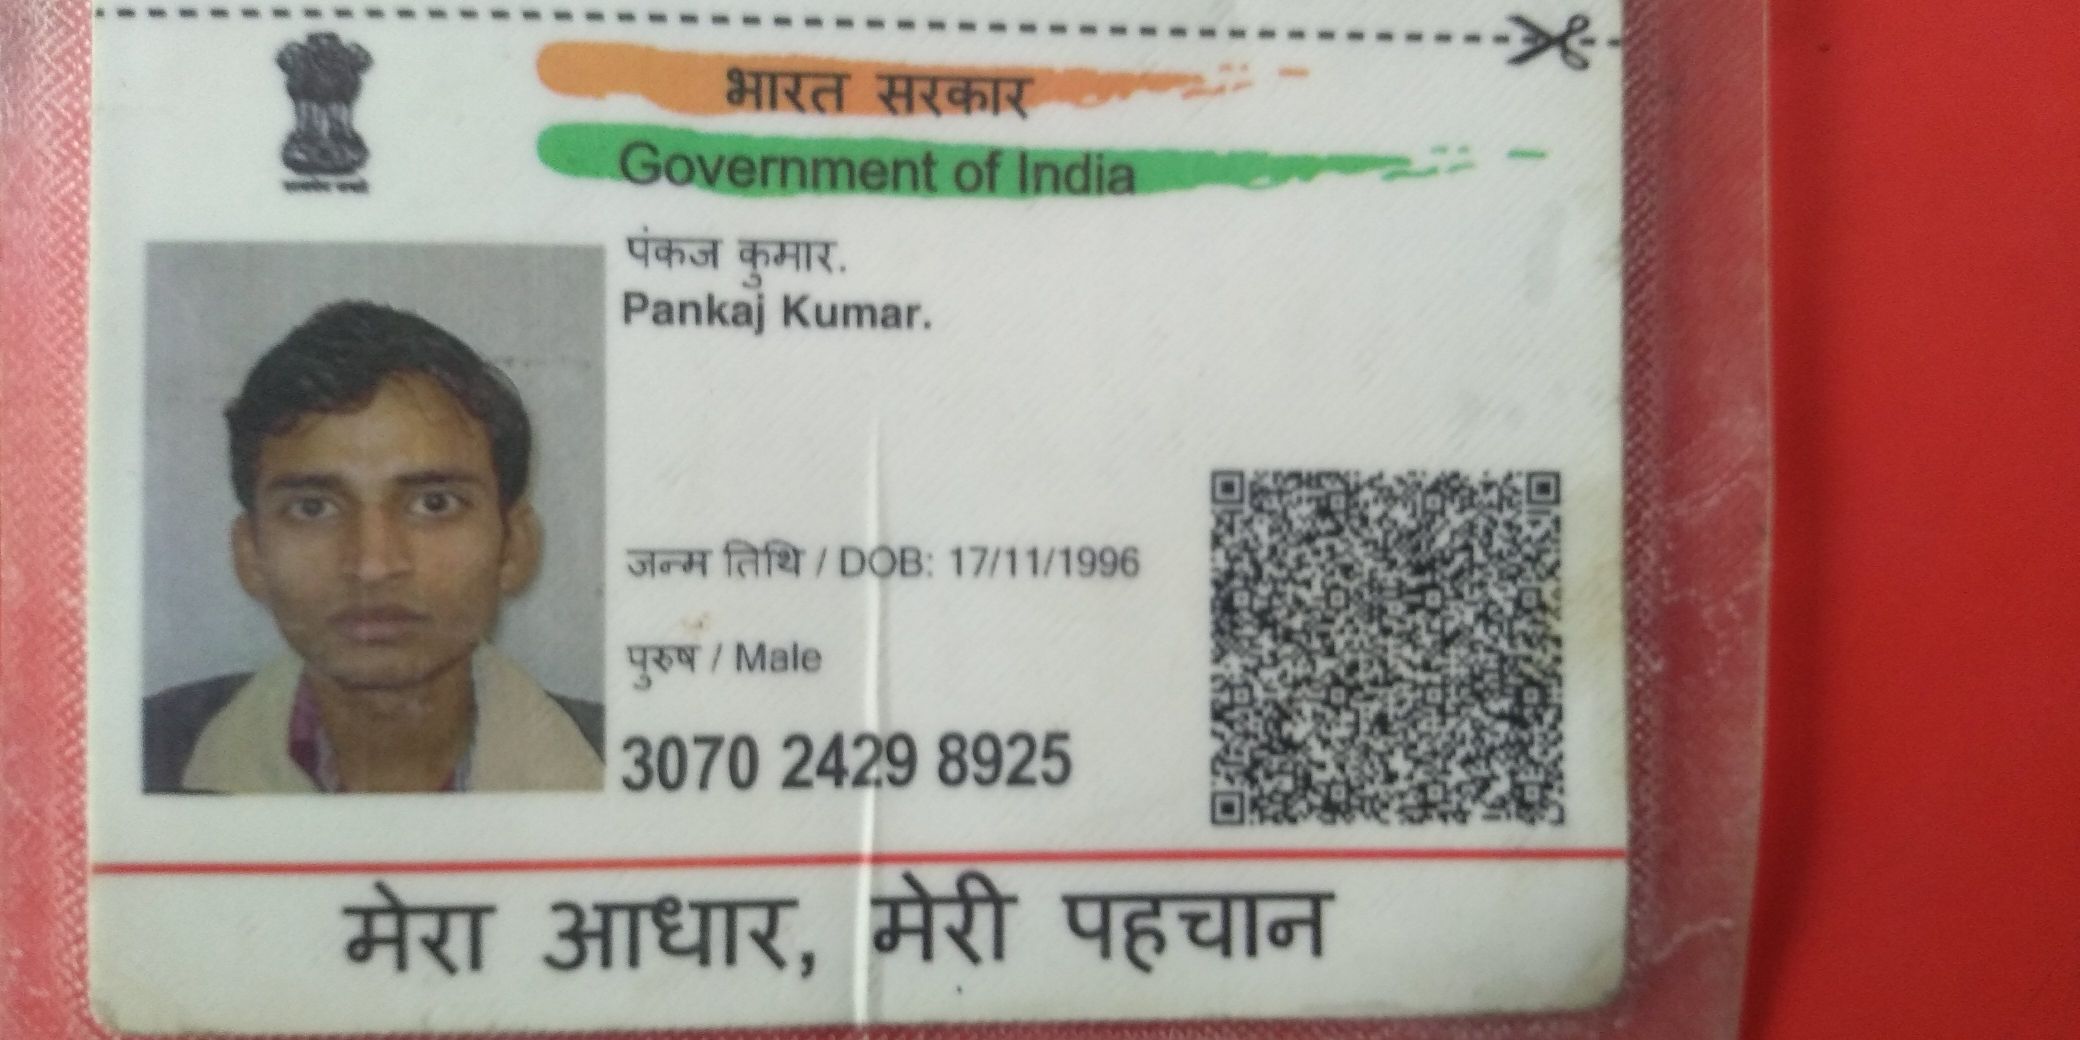 भारत सरकार
Government of India
पंकज कुमार.
Pankaj Kumar.
जन्म तिथि / DOB: 17/11/1996
पुरुष / Male
3070 2429 8925
मेरा आधार, मेरी पहचान